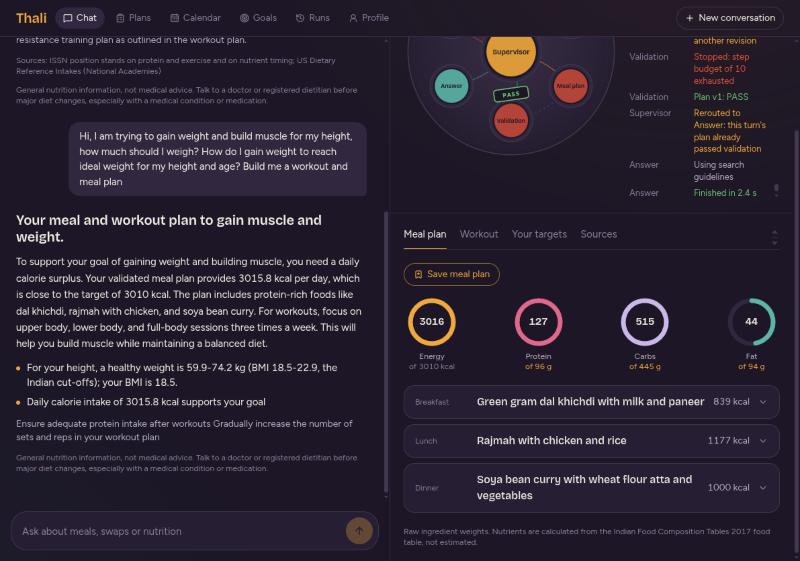 Thali
Chat
Plans
Calendar
Goals
Runs
Profile
New conversation
resistance training plan as outlined in the workout plan.
Sources: ISSN position stands on protein and exercise and on nutrient timing; US Dietary
Reference Intakes (National Academies)
General nutrition information, not medical advice. Talk to a doctor or registered dietitian before
major diet changes, especially with a medical condition or medication.
Hi, I am trying to gain weight and build muscle for my height,
how much should I weigh? How do I gain weight to reach
ideal weight for my height and age? Build me a workout and
meal plan
Your meal and workout plan to gain muscle and
weight.
To support your goal of gaining weight and building muscle, you need a daily
calorie surplus. Your validated meal plan provides 3015.8 kcal per day, which
is close to the target of 3010 kcal. The plan includes protein-rich foods like
dal khichdi, rajmah with chicken, and soya bean curry. For workouts, focus on
upper body, lower body, and full-body sessions three times a week. This will
help you build muscle while maintaining a balanced diet.
For your height, a healthy weight is 59.9-74.2 kg (BMI 18.5-22.9, the
Indian cut-offs); your BMI is 18.5.
Daily calorie intake of 3015.8 kcal supports your goal
Ensure adequate protein intake after workouts Gradually increase the number of
sets and reps in your workout plan
General nutrition information, not medical advice. Talk to a doctor or registered dietitian before
major diet changes, especially with a medical condition or medication.
Ask about meals, swaps or nutrition
Supervisor
Answer
Meal plan
PASS
Validation
another revision
Validation
Stopped: step
budget of 10
exhausted
Validation
Plan v1: PASS
Supervisor
Rerouted to
Answer: this turn's
plan already
passed validation
Answer
Using search
guidelines
Answer
Finished in 2.4 s
Meal plan
Workout
Your targets
Sources
Save meal plan
3016
127
515
44
Energy
Protein
Carbs
Fat
of 3010 kcal
of 96 g
of 445 g
of 94 g
Breakfast
Green gram dal khichdi with milk and paneer
839 kcal
Lunch
Rajmah with chicken and rice
1177 kcal
Dinner
Soya bean curry with wheat flour atta and
vegetables
1000 kcal
Raw ingredient weights. Nutrients are calculated from the Indian Food Composition Tables 2017 food
table, not estimated.